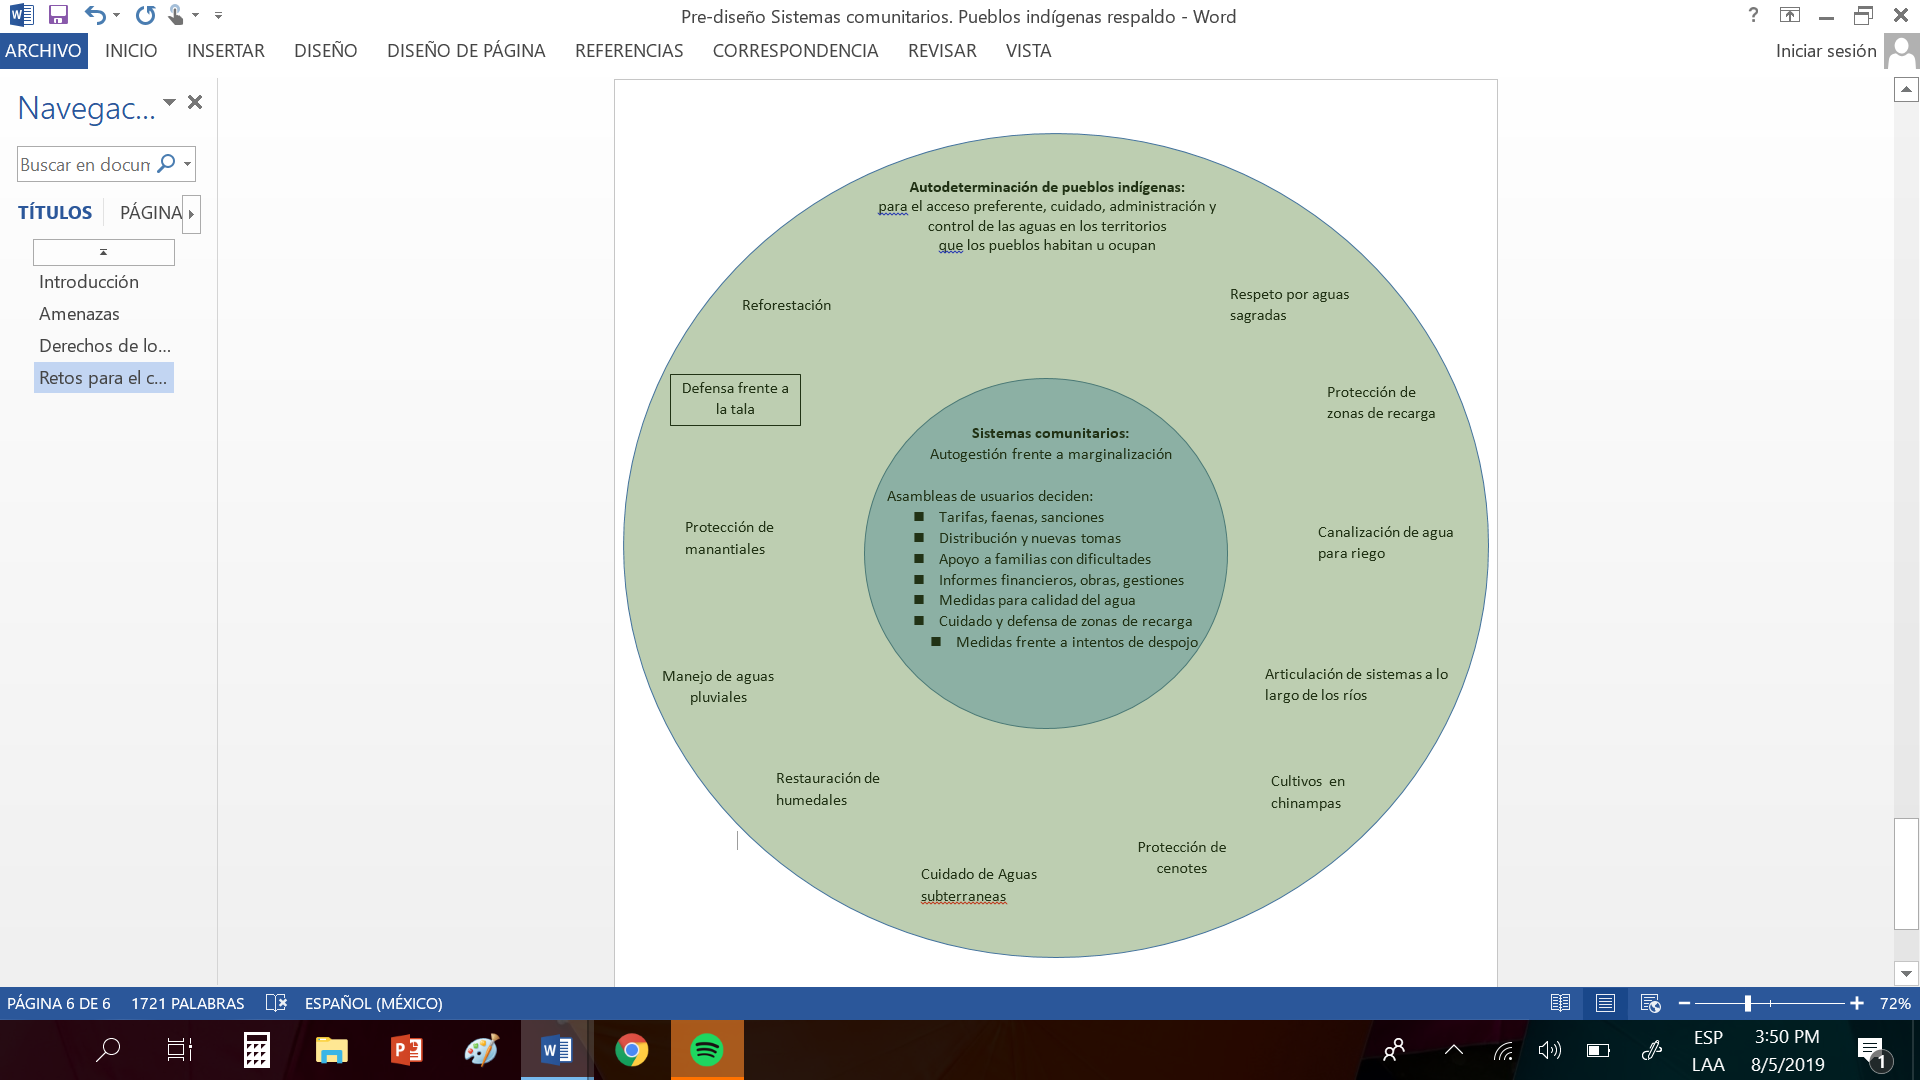 Pre-diseño Sistemas comunitarios. Pueblos indígenas respaldo - Word
?
ARCHIVO INICIO INSERTAR DISEÑO DISEÑO DE PÁGINA REFERENCIAS CORRESPONDENCIA REVISAR VISTA
Iniciar sesión
Navegac...
Buscar en docun
TÍTULOS PÁGINA
Introducción
Amenazas
Derechos de lo...
Retos para el c...
Autodeterminación de pueblos indígenas:
para el acceso preferente, cuidado, administración y
control de las aguas en los territorios
que los pueblos habitan u ocupan
Reforestación
Respeto por aguas
sagradas
Defensa frente a
la tala
Protección de
zonas de recarga
Sistemas comunitarios:
Autogestión frente a marginalización
Asambleas de usuarios deciden:
■ Tarifas, faenas, sanciones
■ Distribución y nuevas tomas
■ Apoyo a familias con dificultades
■ Informes financieros, obras, gestiones
■ Medidas para calidad del agua
■ Cuidado y defensa de zonas de recarga
■ Medidas frente a intentos de despojo
Protección de
manantiales
Canalización de agua
para riego
Manejo de aguas
pluviales
Articulación de sistemas a lo
largo de los ríos
Restauración de
humedales
Cultivos en
chinampas
Cuidado de Aguas
subterraneas
Protección de
cenotes
PÁGINA 6 DE 6 1721 PALABRAS ESPAÑOL (MÉXICO)
72%
ESP
LAA
3:50 PM
8/5/2019
1